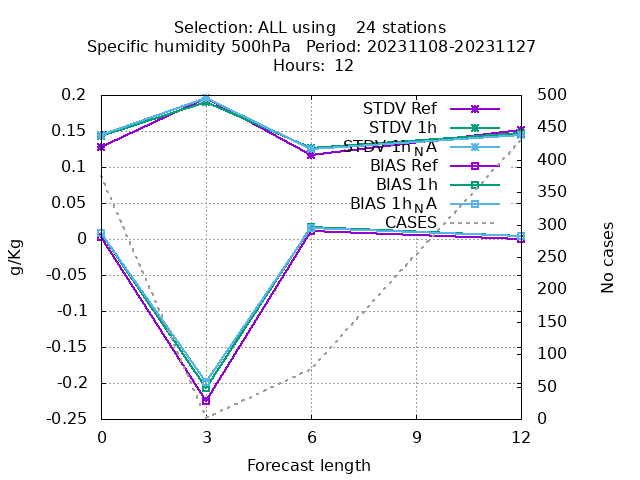 Selection: ALL using    24 stations
Specific humidity 500hPa   Period: 20231108-20231127
Hours: 12
STDV Ref
STDV 1h
STDV 1h_NA
BIAS Ref
BIAS 1h
BIAS 1h_NA
CASES
0.2
0.15
0.1
0.05
0
-0.05
-0.1
-0.15
-0.2
-0.25
500
450
400
350
300
250
200
150
100
50
0
g/Kg
No cases
0 3 6 9 12
Forecast length